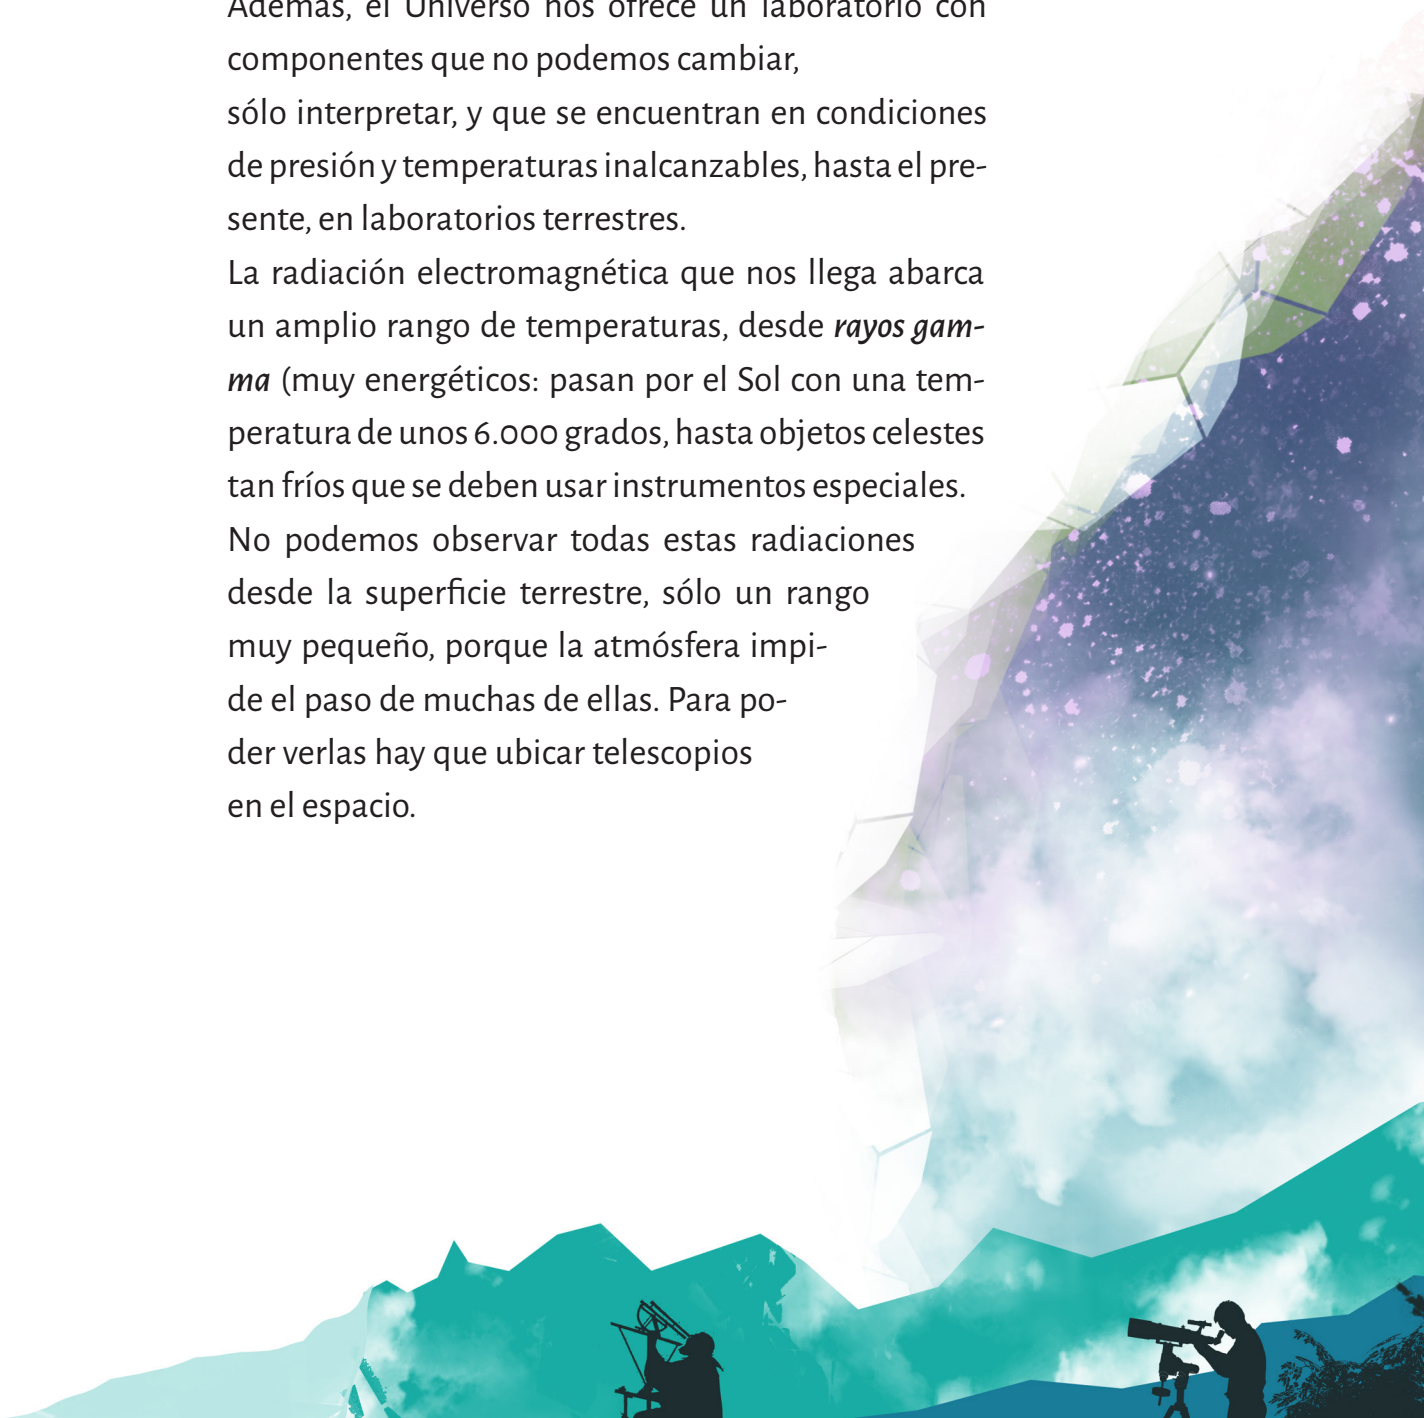 Además, el Universo nos ofrece un laboratorio con
componentes que no podemos cambiar,
sólo interpretar, y que se encuentran en condiciones
de presión y temperaturas inalcanzables, hasta el pre-
sente, en laboratorios terrestres.
La radiación electromagnética que nos llega abarca
un amplio rango de temperaturas, desde rayos gam-
ma (muy energéticos: pasan por el Sol con una tem-
peratura de unos 6.000 grados, hasta objetos celestes
tan fríos que se deben usar instrumentos especiales.
No podemos observar todas estas radiaciones
desde la superficie terrestre, sólo un rango
muy pequeño, porque la atmósfera impi-
de el paso de muchas de ellas. Para po-
der verlas hay que ubicar telescopios
en el espacio.